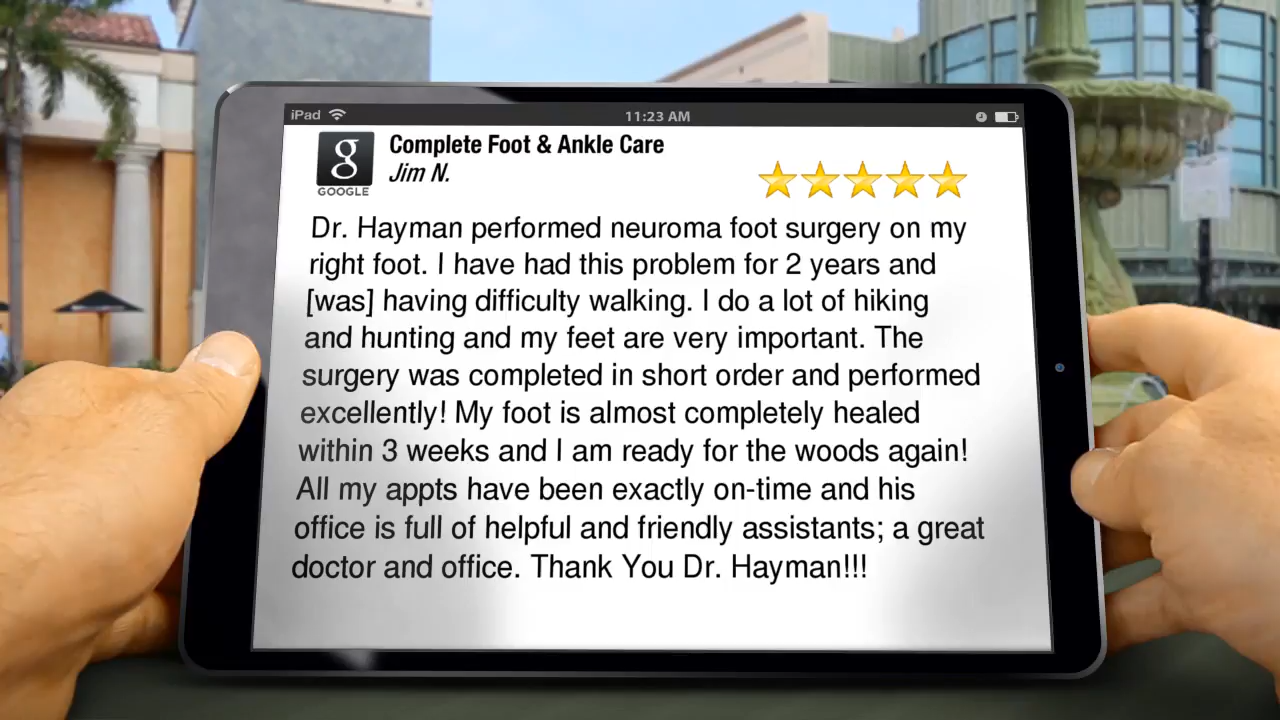 iPad 11:23 AM
g
GOOGLE
Complete Foot & Ankle Care
Jim N.
Dr. Hayman performed neuroma foot surgery on my
right foot. I have had this problem for 2 years and
[was] having difficulty walking. I do a lot of hiking
and hunting and my feet are very important. The
surgery was completed in short order and performed
excellently! My foot is almost completely healed
within 3 weeks and I am ready for the woods again!
All my appts have been exactly on-time and his
office is full of helpful and friendly assistants; a great
doctor and office. Thank You Dr. Hayman!!!